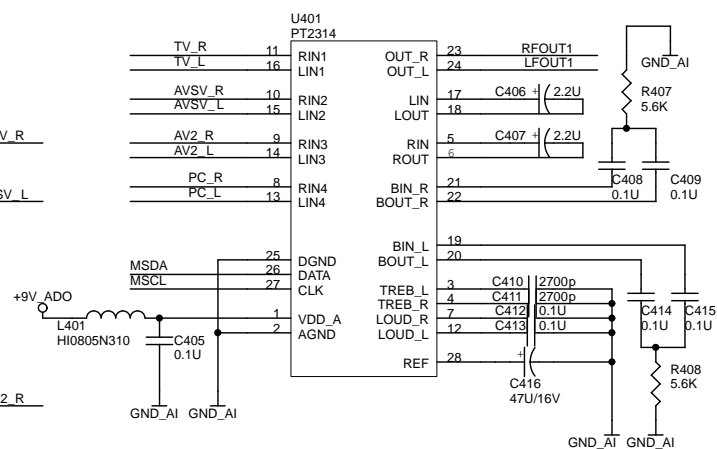 U401
PT2314
TV_R 11 RIN1 OUT_R 23 RFOUT1
TV_L 16 LIN1 OUT_L 24 LFOUT1
GND_AI
AVSV_R 10 RIN2 LIN 17 C406 + 2.2U
AVSV_L 15 LIN2 LOUT 18
R407
5.6K
V_R
AV2_R 9 RIN3 RIN 5 C407 + 2.2U
AV2_L 14 LIN3 ROUT 6
PC_R 8 RIN4 BIN_R 21
PC_L 13 LIN4 BOUT_R 22
C408
0.1U
C409
0.1U
SV_L
BIN_L 19
BOUT_L 20
25 DGND
MSDA 26 DATA
MSCL 27 CLK
TREB_L 3 C410 2700p
TREB_R 4 C411 2700p
LOUD_R 7 C412 0.1U
LOUD_L 12 C413 0.1U
C414
0.1U
C415
0.1U
+9V_ADO
L401
HI0805N310
1 VDD_A
2 AGND
C405
0.1U
REF 28 +
C416
47U/16V
R408
5.6K
2_R
GND_AI GND_AI
GND_AI GND_AI